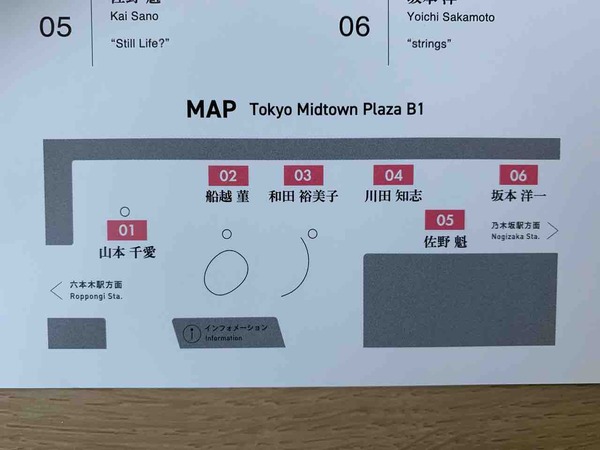 05
Kai Sano
“Still Life?”
06
Yoichi Sakamoto
“strings”
MAP Tokyo Midtown Plaza B1
02
船越 菫
03
和田 裕美子
04
川田 知志
06
坂本 洋一
01
山本 千愛
05
佐野 魁
乃木坂駅方面
Nogizaka Sta.
六本木駅方面
Roppongi Sta.
i インフォメーション
Information